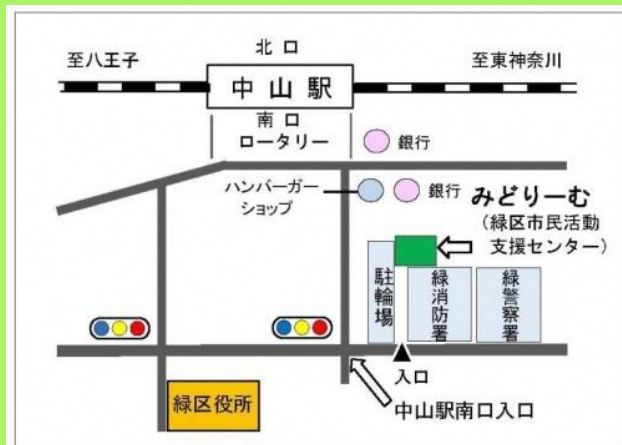 北口
至八王子
至東神奈川
中山駅
南口
ロータリー
銀行
ハンバーガー
ショップ
銀行
みどりーむ
（緑区市民活動
支援センター）
駐輪場
緑消防署
緑警察署
入口
緑区役所
中山駅南口入口